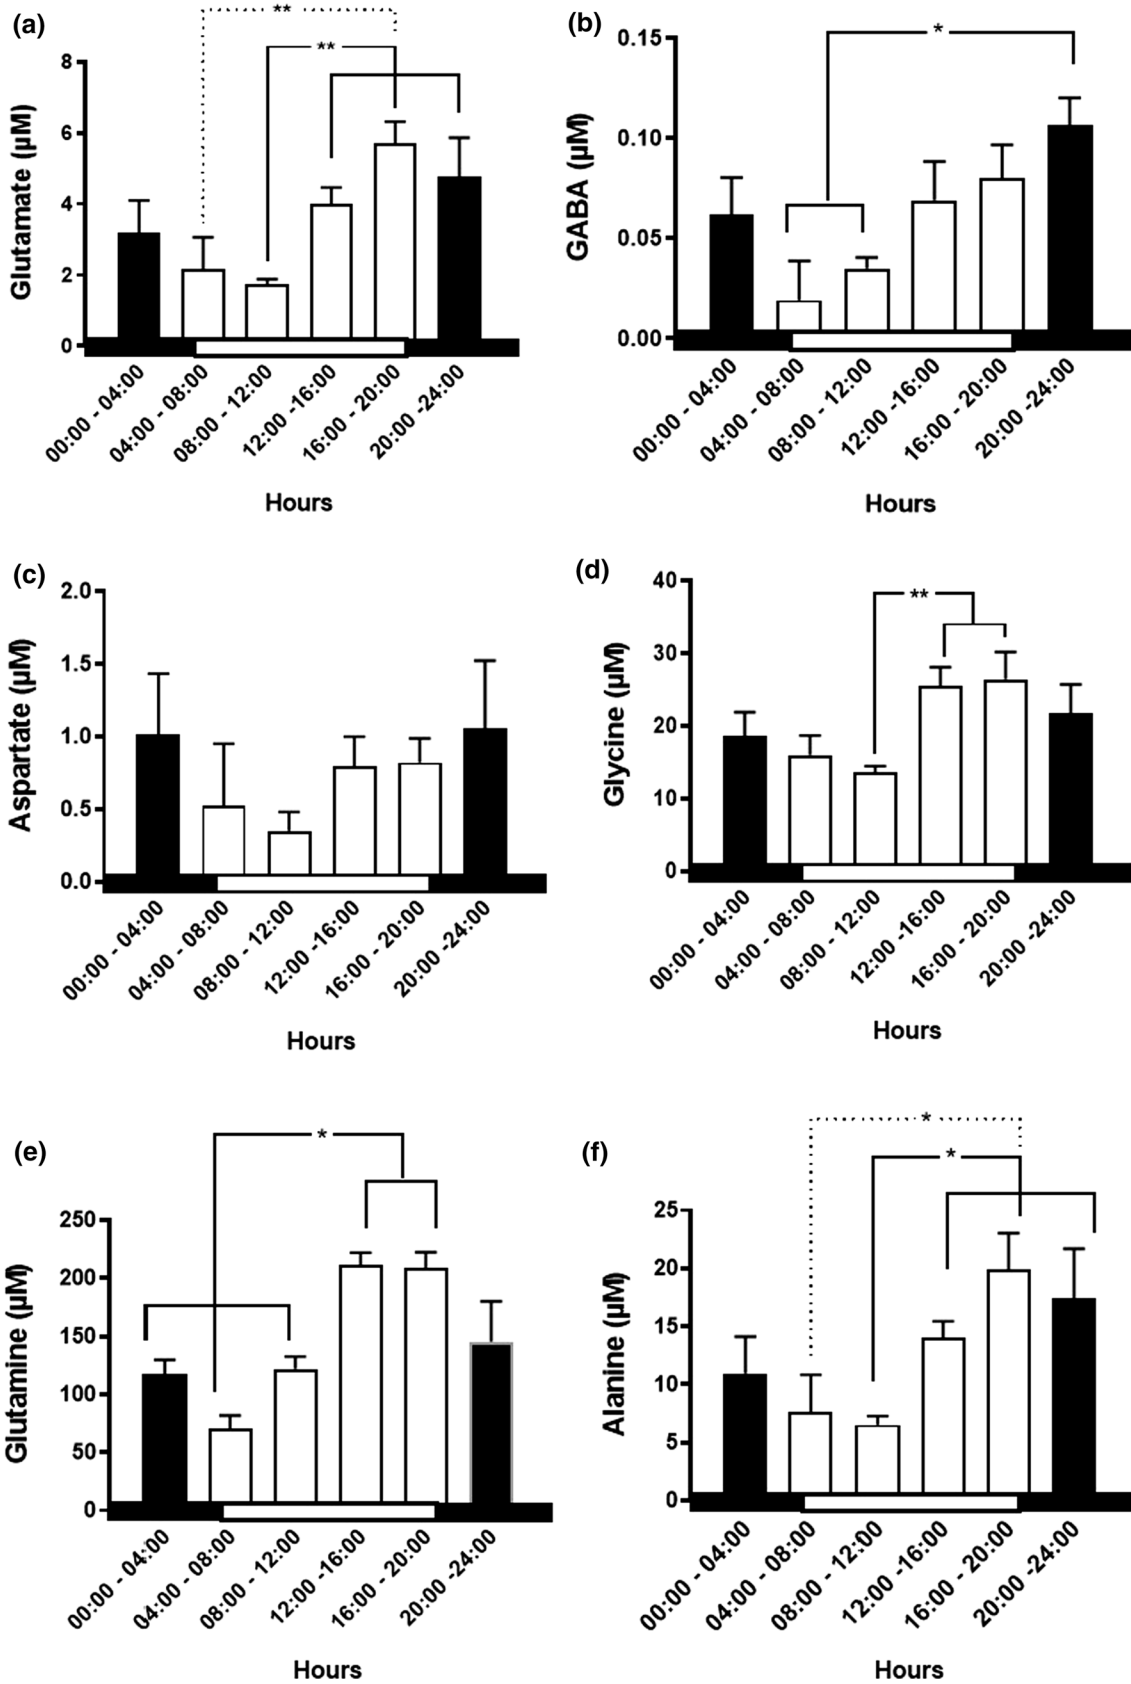 (a)
**
**
Glutamate (µM)
8
6
4
2
0
00:00 - 04:00
04:00 - 08:00
08:00 - 12:00
12:00 -16:00
16:00 - 20:00
20:00 -24:00
Hours
(b)
*
GABA (µM)
0.15
0.10
0.05
0.00
00:00 - 04:00
04:00 - 08:00
08:00 - 12:00
12:00 -16:00
16:00 - 20:00
20:00 -24:00
Hours
(c)
Aspartate (µM)
2.0
1.5
1.0
0.5
0.0
00:00 - 04:00
04:00 - 08:00
08:00 - 12:00
12:00 -16:00
16:00 - 20:00
20:00 -24:00
Hours
(d)
**
Glycine (µM)
40
30
20
10
0
00:00 - 04:00
04:00 - 08:00
08:00 - 12:00
12:00 -16:00
16:00 - 20:00
20:00 -24:00
Hours
(e)
*
Glutamine (µM)
250
200
150
100
50
0
00:00 - 04:00
04:00 - 08:00
08:00 - 12:00
12:00 -16:00
16:00 - 20:00
20:00 -24:00
Hours
(f)
*
*
Alanine (µM)
25
20
15
10
5
0
00:00 - 04:00
04:00 - 08:00
08:00 - 12:00
12:00 -16:00
16:00 - 20:00
20:00 -24:00
Hours